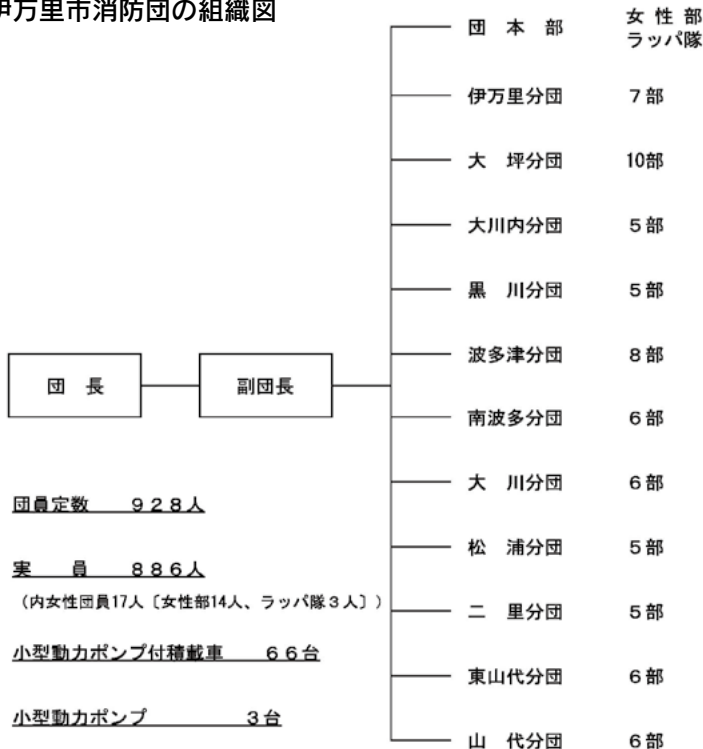 伊万里市消防団の組織図
団 本 部 女 性 部
ラッパ隊
伊万里分団 7部
大 坪分団 10部
大川内分団 5部
黒 川分団 5部
波多津分団 8部
団 長 副団長
南波多分団 6部
大 川分団 6部
松 浦分団 5部
二 里分団 5部
東山代分団 6部
山 代分団 6部
団員定数 928人
実 員 886人
(内女性団員17人〔女性部14人、ラッパ隊3人〕)
小型動力ポンプ付積載車 66台
小型動力ポンプ 3台